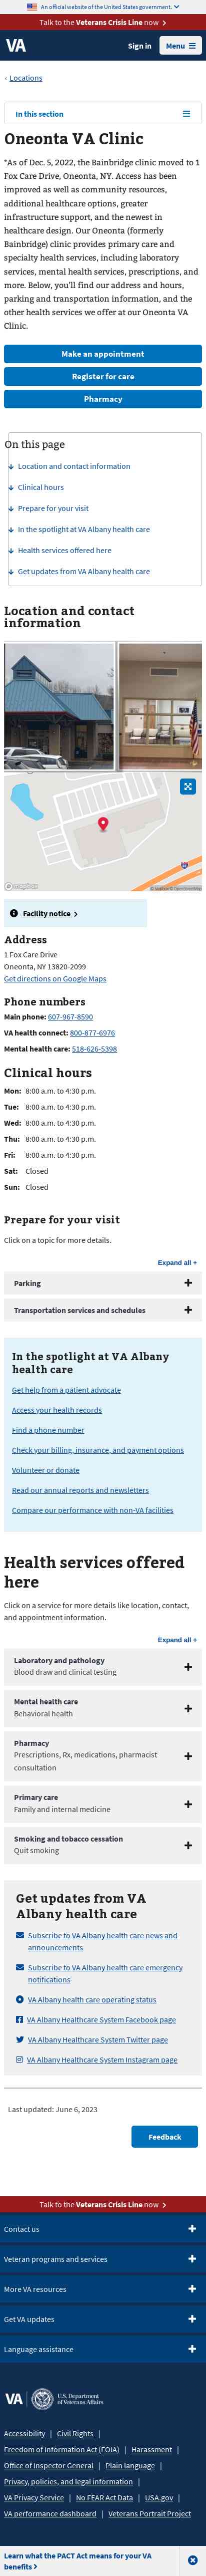 An official website of the United States government.
Talk to the Veterans Crisis Line now
VA
Sign in
Menu
Locations
In this section
Oneonta VA Clinic
*As of Dec. 5, 2022, the Bainbridge clinic moved to 1
Fox Care Drive, Oneonta, NY. Access has been
improved as well as community resources,
additional exam rooms, greater
infrastructure support, and the newest in
healthcare design. Our Oneonta (formerly
Bainbridge) clinic provides primary care and
specialty health services, including laboratory
services, mental health services, prescriptions, and
more. Below, you'll find our address and hours,
parking and transportation information, and the
other health services we offer at our Oneonta VA
Clinic.
Make an appointment
Register for care
Pharmacy
On this page
Location and contact information
Clinical hours
Prepare for your visit
In the spotlight at VA Albany health care
Health services offered here
Get updates from VA Albany health care
Location and contact
information
mapbox
Facility notice
Address
1 Fox Care Drive
Oneonta, NY 13820-2099
Get directions on Google Maps
Phone numbers
Main phone: 607-967-8590
VA health connect: 800-877-6976
Mental health care: 518-626-5398
Clinical hours
Mon: 8:00 a.m. to 4:30 p.m.
Tue: 8:00 a.m. to 4:30 p.m.
Wed: 8:00 a.m. to 4:30 p.m.
Thu: 8:00 a.m. to 4:30 p.m.
Fri: 8:00 a.m. to 4:30 p.m.
Sat: Closed
Sun: Closed
Prepare for your visit
Click on a topic for more details.
Expand all +
Parking
Transportation services and schedules
In the spotlight at VA Albany
health care
Get help from a patient advocate
Access your health records
Find a phone number
Check your billing, insurance, and payment options
Volunteer or donate
Read our annual reports and newsletters
Compare our performance with non-VA facilities
Health services offered
here
Click on a service for more details like location, contact,
and appointment information.
Expand all +
Laboratory and pathology
Blood draw and clinical testing
Mental health care
Behavioral health
Pharmacy
Prescriptions, Rx, medications, pharmacist
consultation
Primary care
Family and internal medicine
Smoking and tobacco cessation
Quit smoking
Get updates from VA
Albany health care
Subscribe to VA Albany health care news and
announcements
Subscribe to VA Albany health care emergency
notifications
VA Albany health care operating status
VA Albany Healthcare System Facebook page
VA Albany Healthcare System Twitter page
VA Albany Healthcare System Instagram page
Last updated: June 6, 2023
Feedback
Talk to the Veterans Crisis Line now
Contact us
Veteran programs and services
More VA resources
Get VA updates
Language assistance
VA
U.S. Department
of Veterans Affairs
Accessibility | Civil Rights |
Freedom of Information Act (FOIA) | Harassment |
Office of Inspector General | Plain language |
Privacy, policies, and legal information |
VA Privacy Service | No FEAR Act Data | USA.gov |
VA performance dashboard | Veterans Portrait Project
Learn what the PACT Act means for your VA
benefits